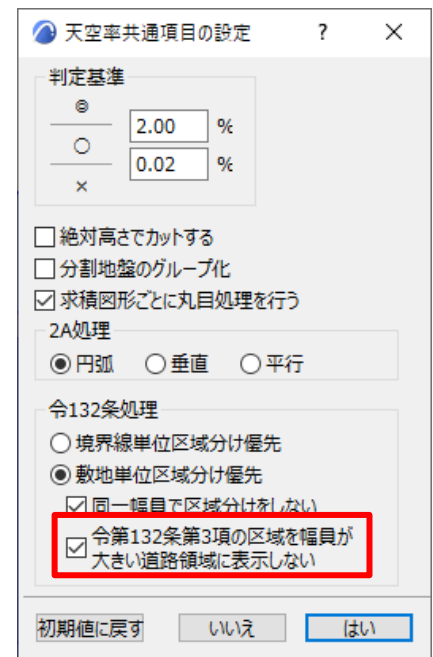 天空率共通項目の設定 ? ×
判定基準
◎
2.00 %
○
0.02 %
×
絶対高さでカットする
分割地盤のグループ化
求積図形ごとに丸目処理を行う
2A処理
円弧 垂直 平行
令132条処理
境界線単位区域分け優先
敷地単位区域分け優先
同一幅員で区域分けをしない
令第132条第3項の区域を幅員が
大きい道路領域に表示しない
初期値に戻す いいえ はい